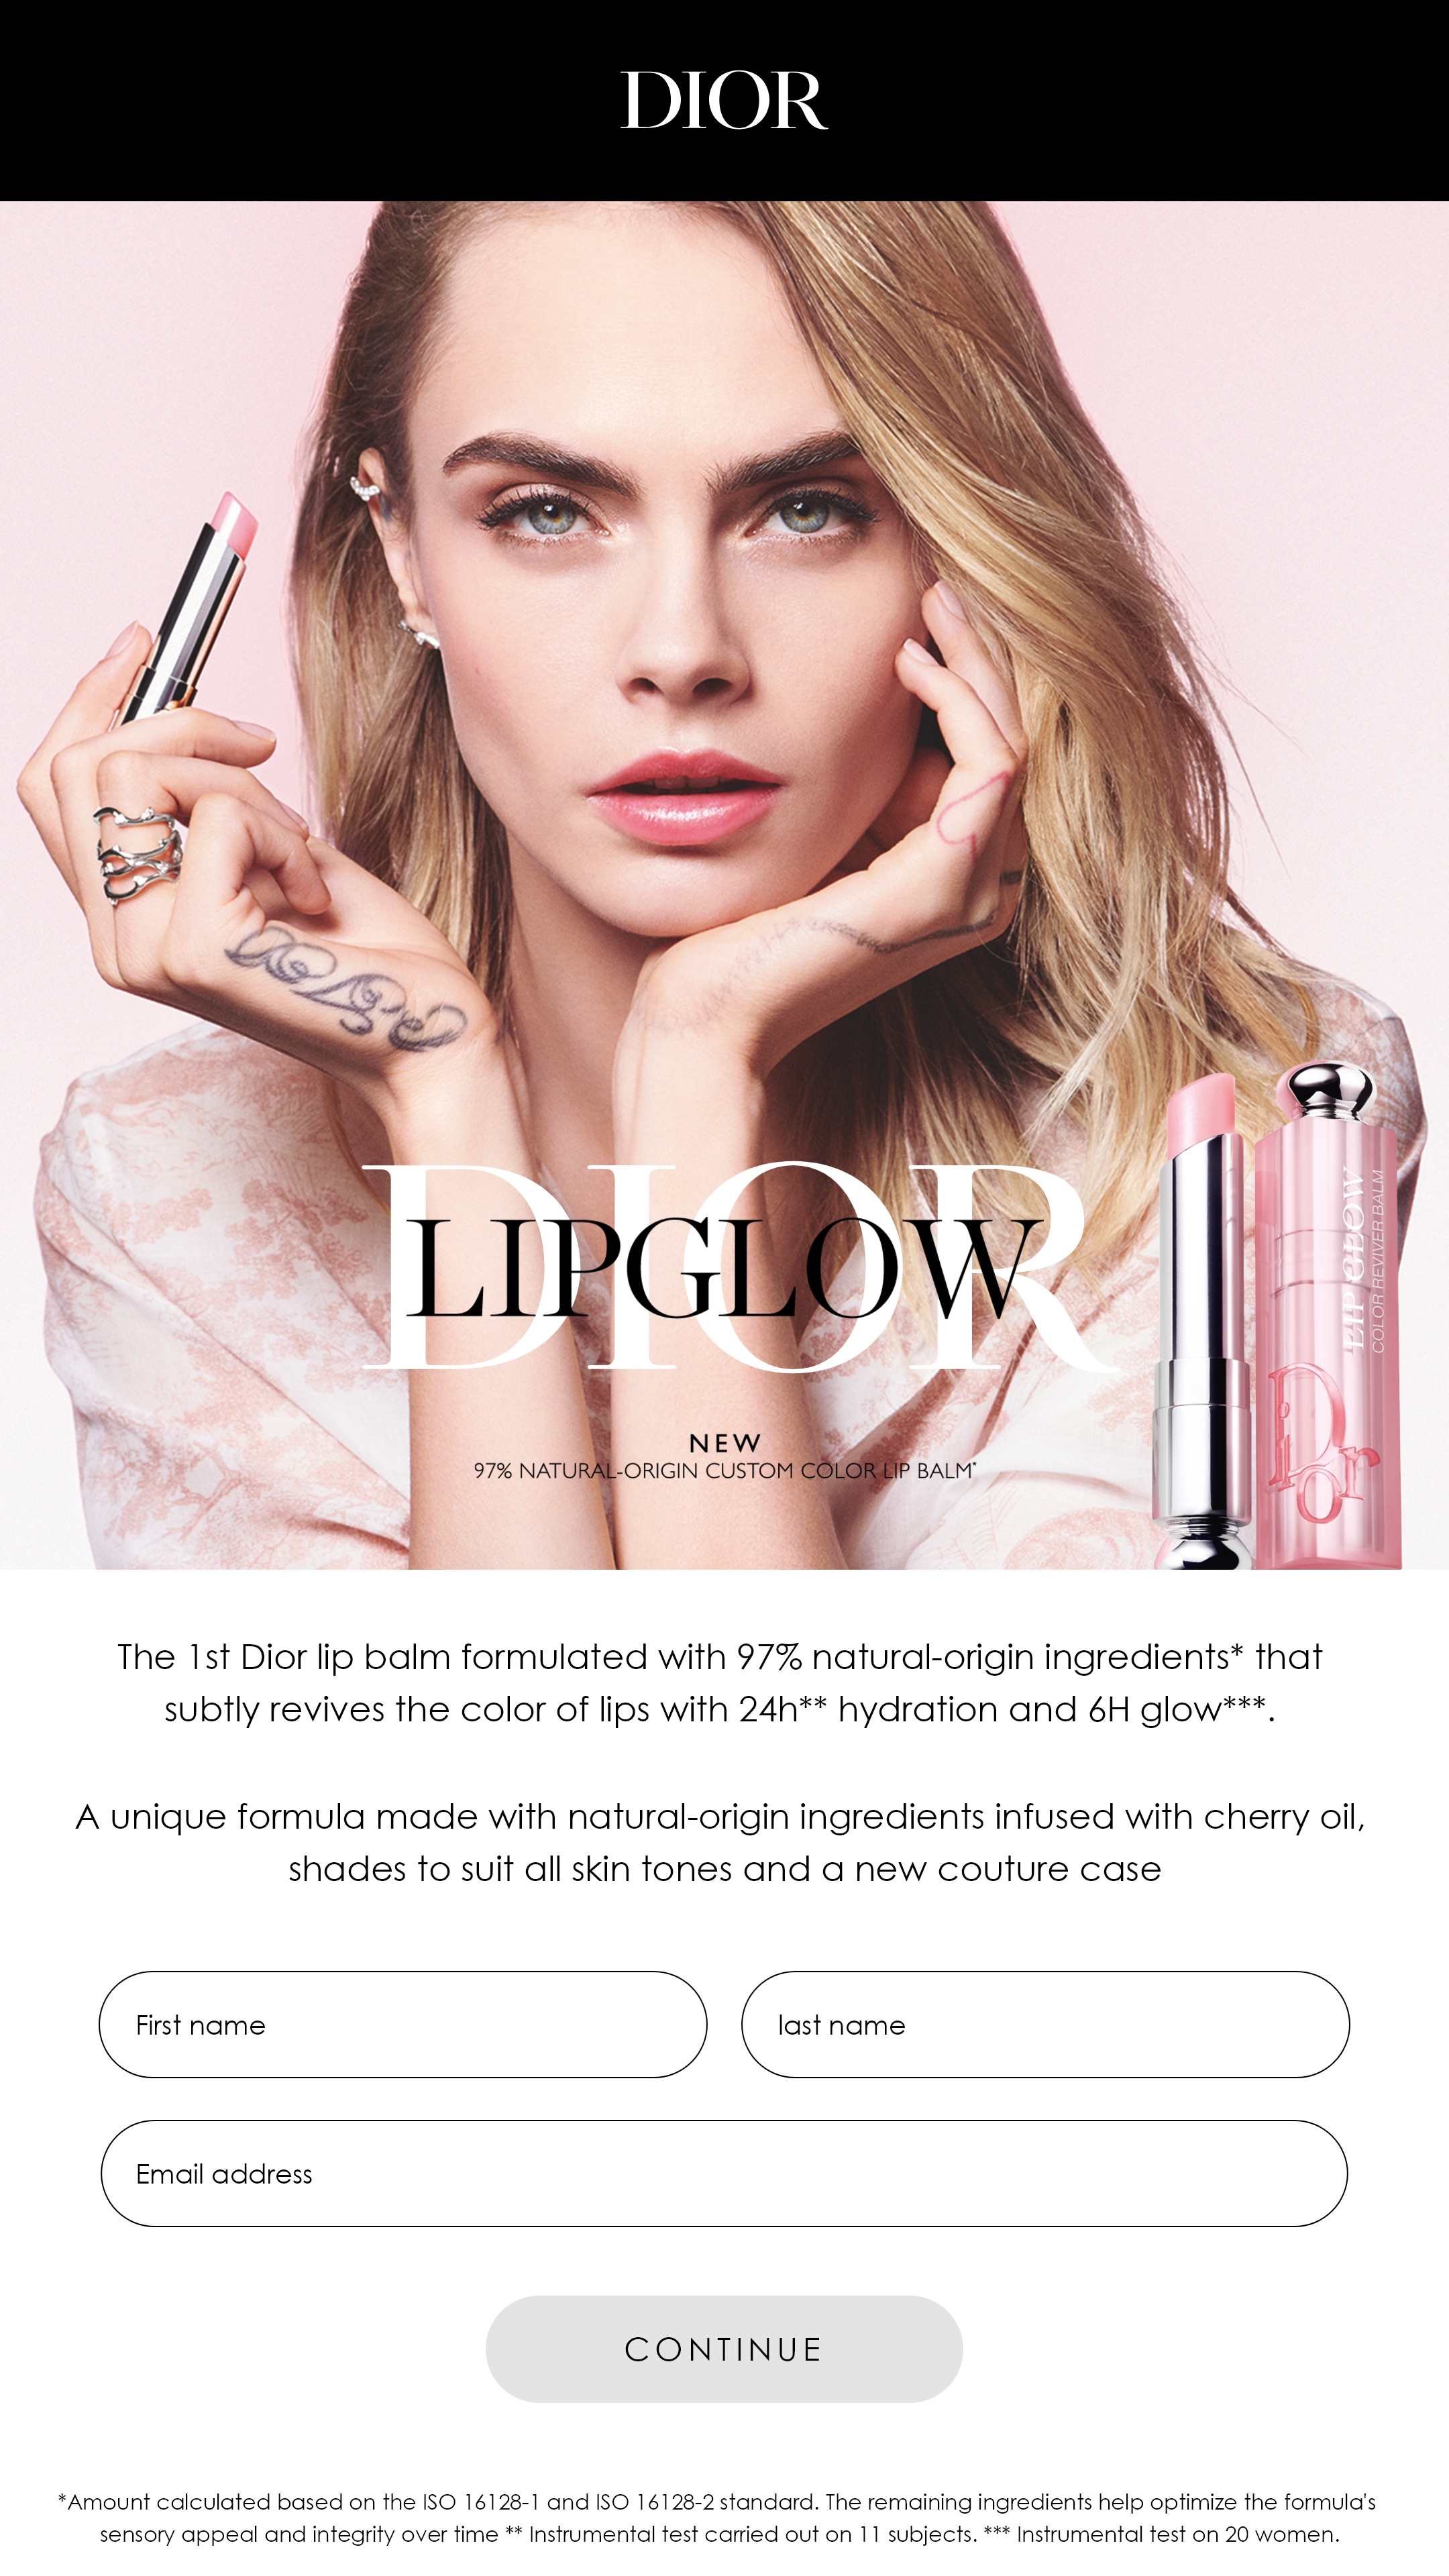 DIOR
DIOR
LIPGLOW
NEW
97% NATURAL-ORIGIN CUSTOM COLOR LIP BALM*
LIP GLOW
COLOR REVIVER BALM
Dior
The 1st Dior lip balm formulated with 97% natural-origin ingredients* that
subtly revives the color of lips with 24h** hydration and 6H glow***.
A unique formula made with natural-origin ingredients infused with cherry oil,
shades to suit all skin tones and a new couture case
First name
last name
Email address
CONTINUE
*Amount calculated based on the ISO 16128-1 and ISO 16128-2 standard. The remaining ingredients help optimize the formula's
sensory appeal and integrity over time ** Instrumental test carried out on 11 subjects. *** Instrumental test on 20 women.